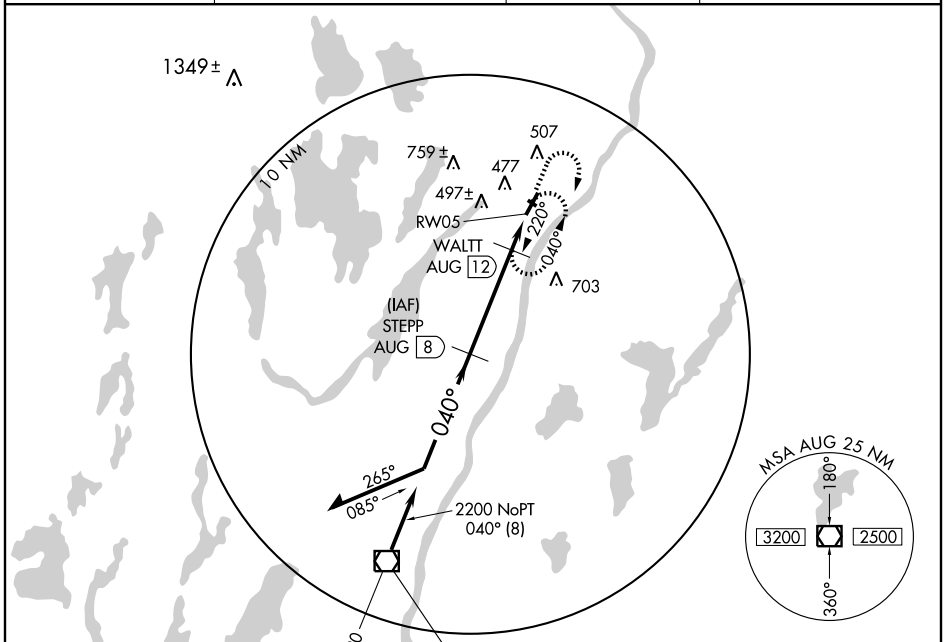 1349±
10 NM
507
759±
477
497±
RW05
220°
WALTT
AUG 12
040°
703
(IAF)
STEPP
AUG 8
040°
265°
085°
2200 NoPT
040° (8)
MSA AUG 25 NM
180°
3200
2500
360°